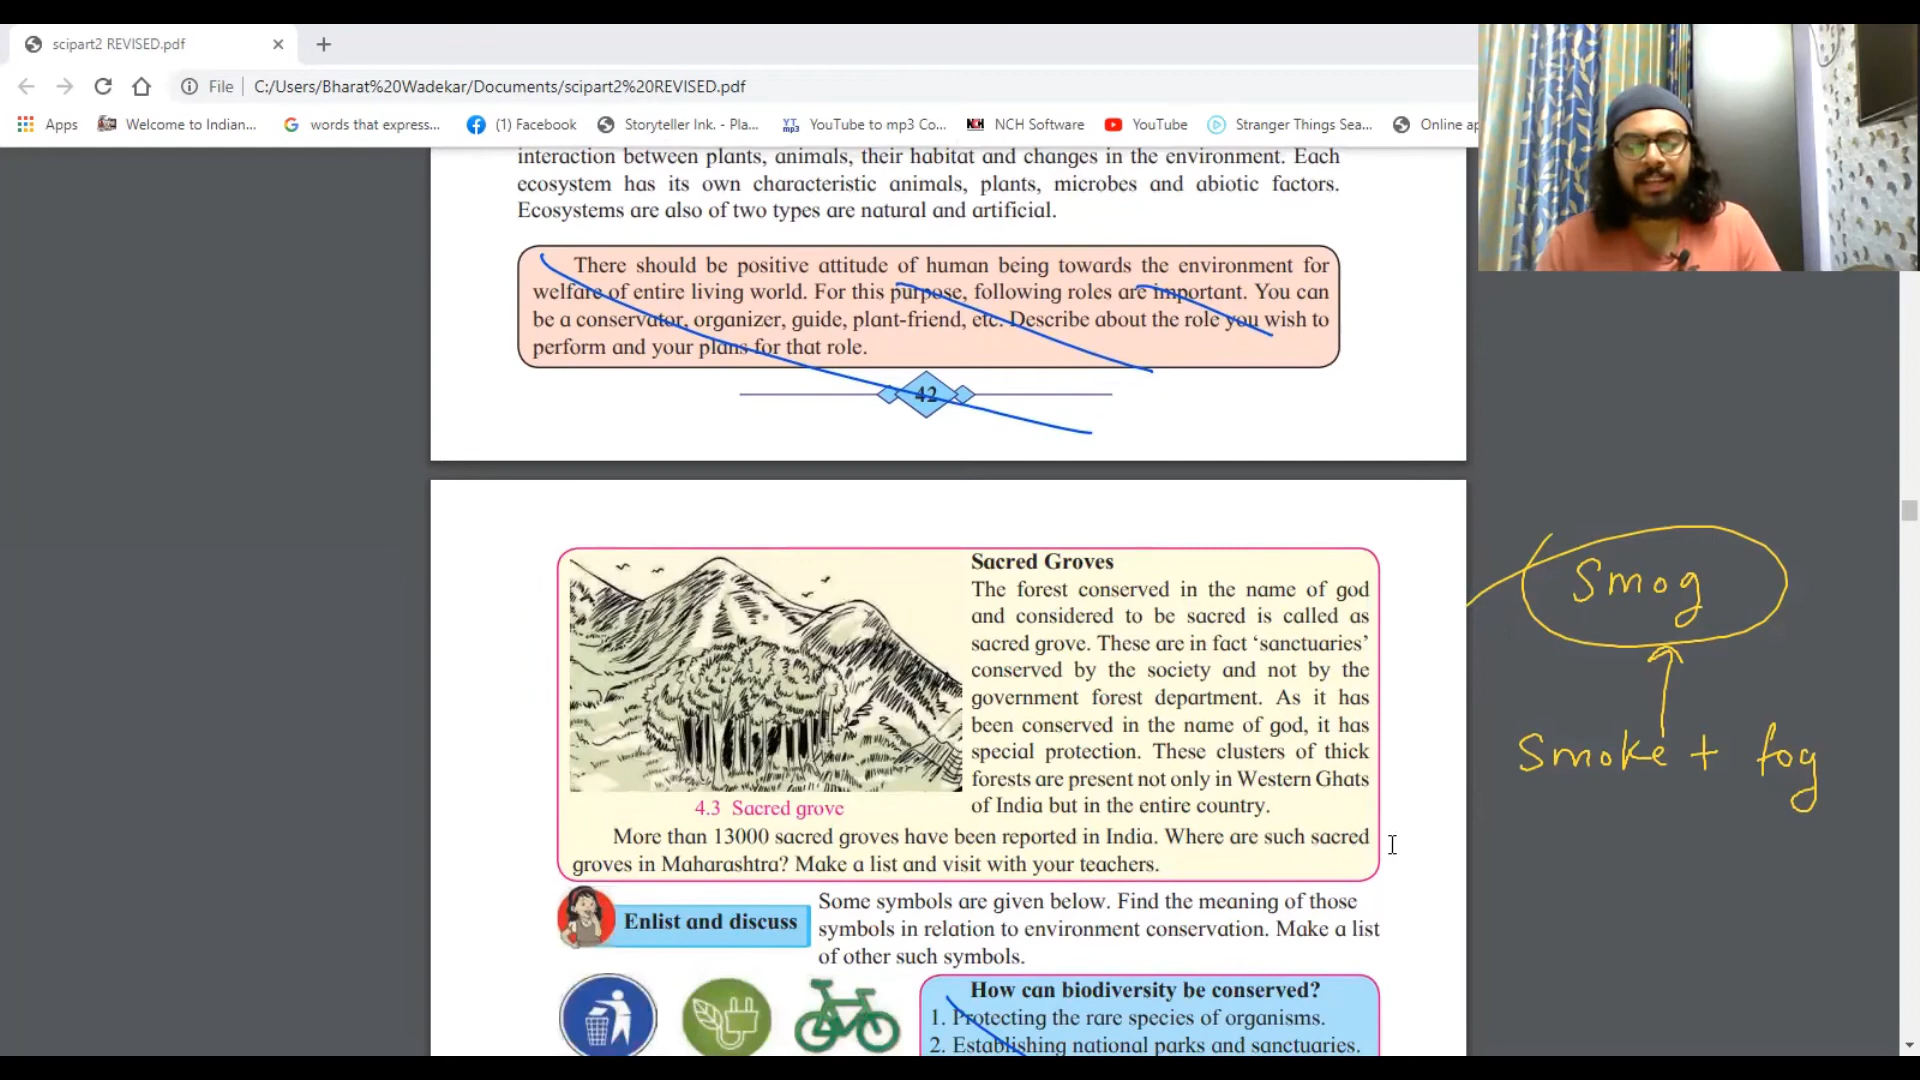 scipart2 REVISED.pdf
File
C:/Users/Bharat%20Wadekar/Documents/scipart2%20REVISED.pdf
Apps
Welcome to Indian...
words that express...
(1) Facebook
Storyteller Ink. - Pla...
YouTube to mp3 Co...
NCH Software
YouTube
Stranger Things Sea...
Online ap
interaction between plants, animals, their habitat and changes in the environment. Each
ecosystem has its own characteristic animals, plants, microbes and abiotic factors.
Ecosystems are also of two types are natural and artificial.
There should be positive attitude of human being towards the environment for
welfare of entire living world. For this purpose, following roles are important. You can
be a conservator, organizer, guide, plant-friend, etc. Describe about the role you wish to
perform and your plans for that role.
42
Sacred Groves
The forest conserved in the name of god
and considered to be sacred is called as
sacred grove. These are in fact ‘sanctuaries’
conserved by the society and not by the
government forest department. As it has
been conserved in the name of god, it has
special protection. These clusters of thick
forests are present not only in Western Ghats
of India but in the entire country.
4.3 Sacred grove
More than 13000 sacred groves have been reported in India. Where are such sacred
groves in Maharashtra? Make a list and visit with your teachers.
Enlist and discuss
Some symbols are given below. Find the meaning of those
symbols in relation to environment conservation. Make a list
of other such symbols.
How can biodiversity be conserved?
1. Protecting the rare species of organisms.
2. Establishing national parks and sanctuaries.
Smog
Smoke + fog